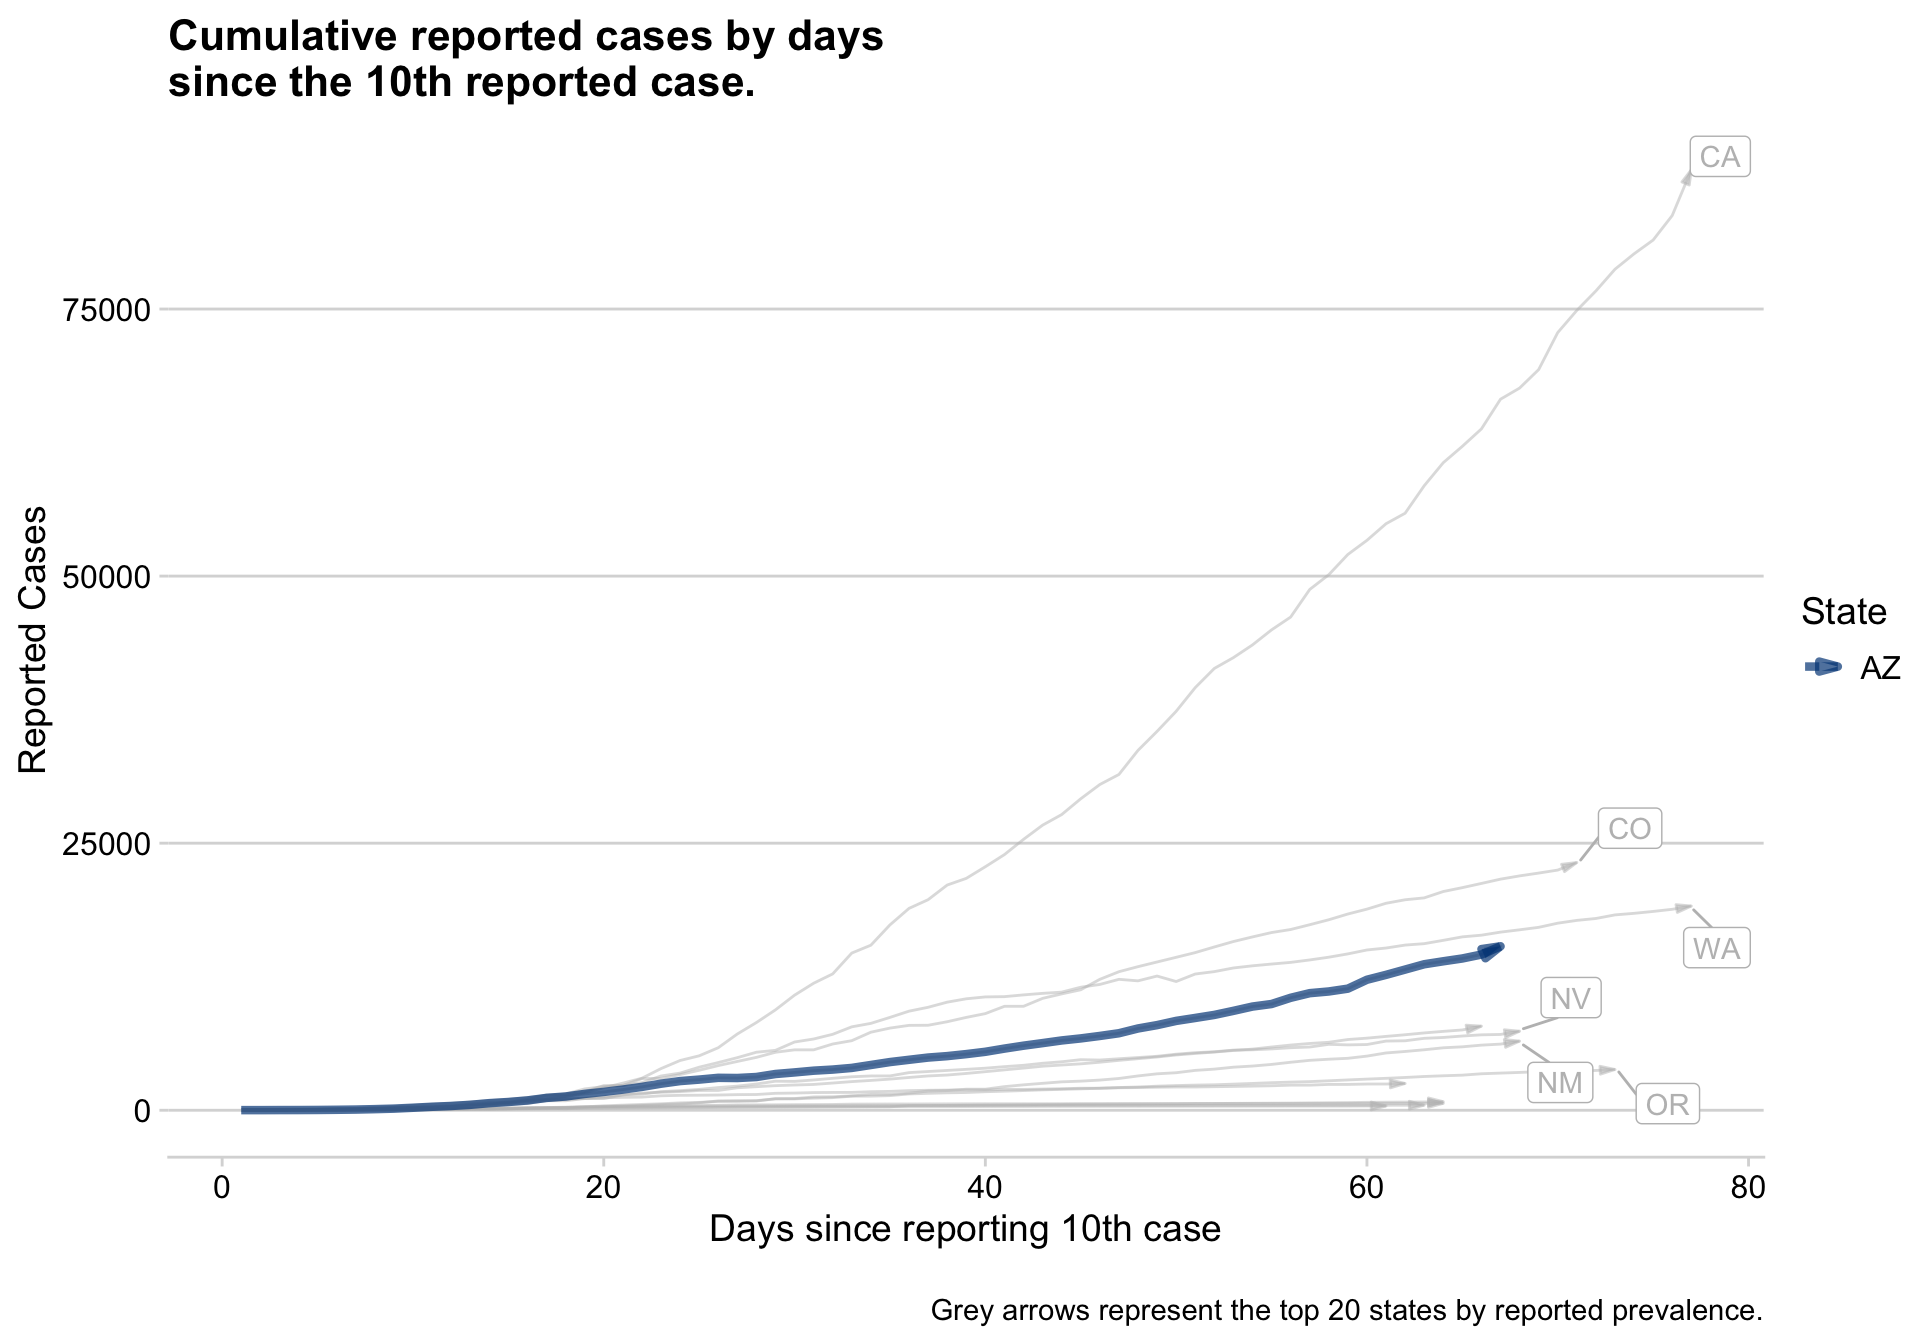 Cumulative reported cases by days
since the 10th reported case.
CA
75000
50000
Reported Cases
State
AZ
25000
CO
WA
NV
NM
OR
0
0 20 40 60 80
Days since reporting 10th case
Grey arrows represent the top 20 states by reported prevalence.